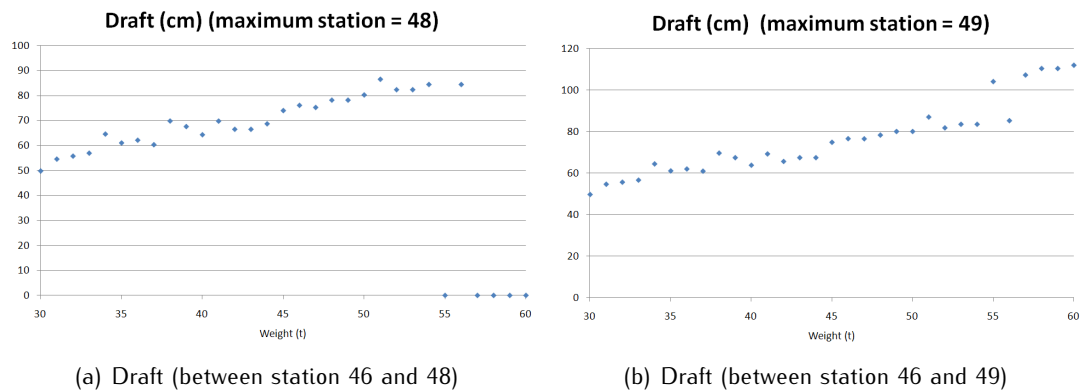 Draft (cm) (maximum station = 48)
100
90
80
70
60
50
40
30
20
10
0
30 35 40 45 50 55 60
Weight (t)
(a) Draft (between station 46 and 48)
Draft (cm) (maximum station = 49)
120
100
80
60
40
20
0
30 35 40 45 50 55 60
Weight (t)
(b) Draft (between station 46 and 49)